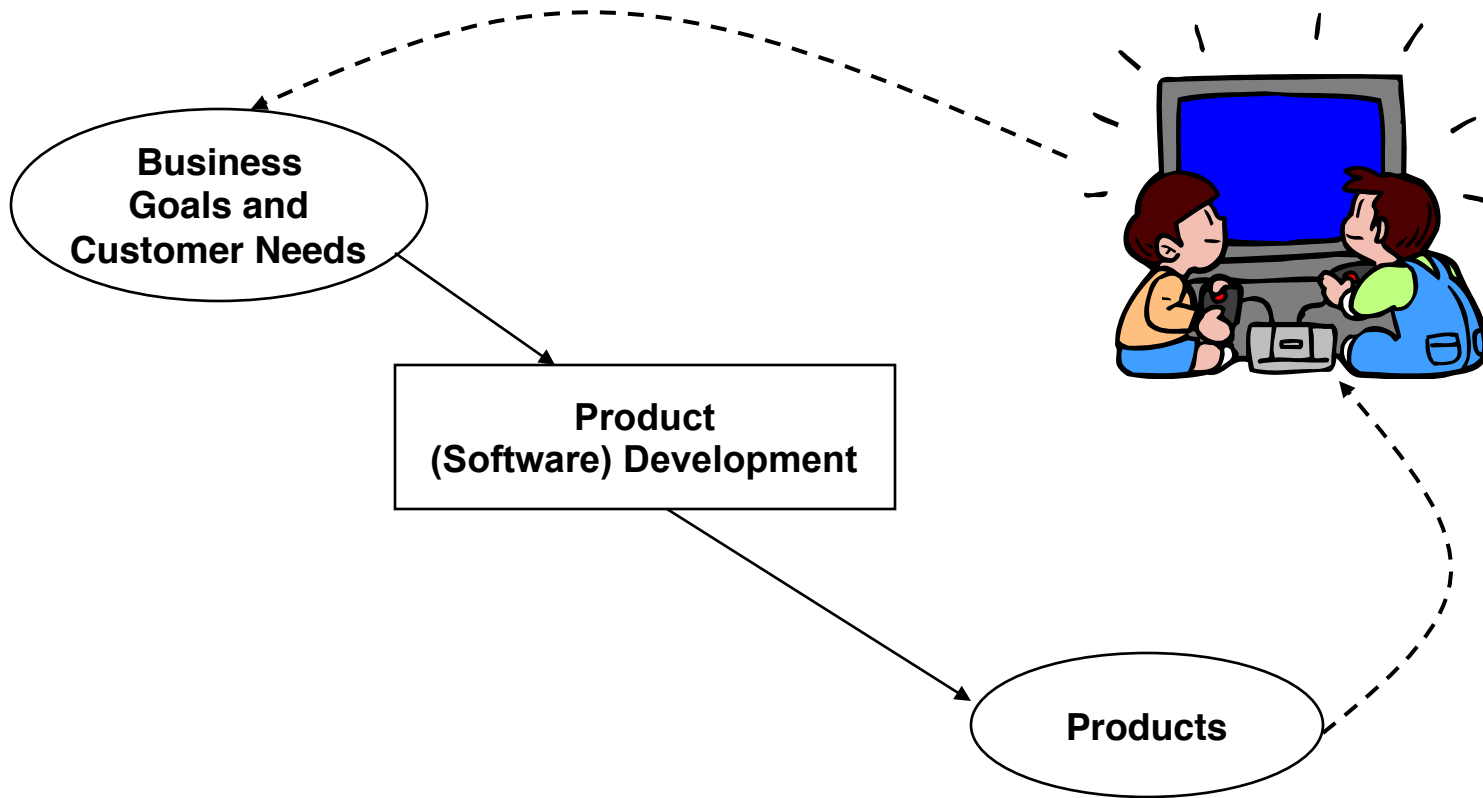 Business
Goals and
Customer Needs
Product
(Software) Development
Products